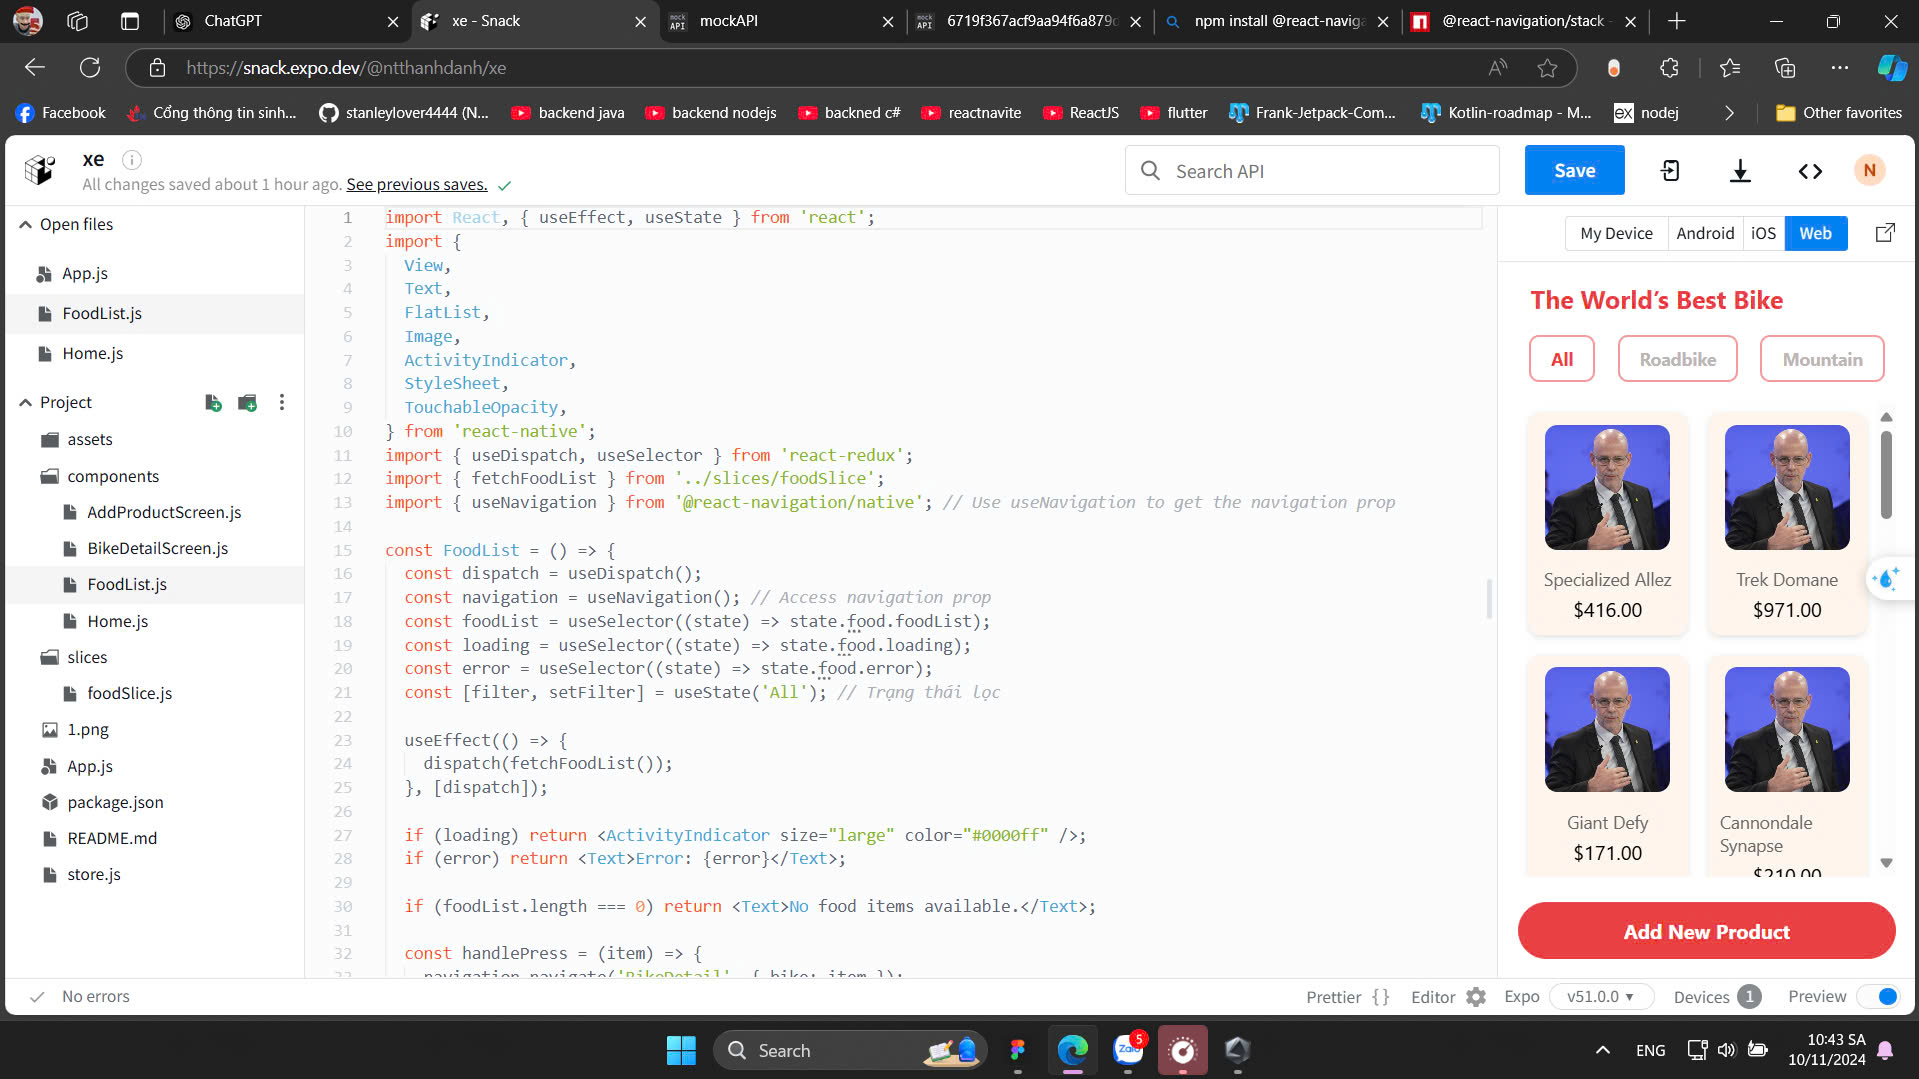 ChatGPT
xe - Snack
mockAPI
6719f367acf9aa94f6a879
npm install @react-naviga
@react-navigation/stack -
https://snack.expo.dev/@ntthanhdanh/xe
Facebook
Cổng thông tin sinh...
stanleylover4444 (N...
backend java
backend nodejs
backned c#
reactnavite
ReactJS
flutter
Frank-Jetpack-Com...
Kotlin-roadmap - M...
ex nodej
Other favorites
xe
All changes saved about 1 hour ago. See previous saves.
Search API
Save
N
Open files
App.js
FoodList.js
Home.js
Project
assets
components
AddProductScreen.js
BikeDetailScreen.js
FoodList.js
Home.js
slices
foodSlice.js
1.png
App.js
package.json
README.md
store.js
1 import React, { useEffect, useState } from 'react';
2 import {
3 View,
4 Text,
5 FlatList,
6 Image,
7 ActivityIndicator,
8 StyleSheet,
9 TouchableOpacity,
10 } from 'react-native';
11 import { useDispatch, useSelector } from 'react-redux';
12 import { fetchFoodList } from '../slices/foodSlice';
13 import { useNavigation } from '@react-navigation/native'; // Use useNavigation to get the navigation prop
14
15 const FoodList = () => {
16 const dispatch = useDispatch();
17 const navigation = useNavigation(); // Access navigation prop
18 const foodList = useSelector((state) => state.food.foodList);
19 const loading = useSelector((state) => state.food.loading);
20 const error = useSelector((state) => state.food.error);
21 const [filter, setFilter] = useState('All'); // Trạng thái lọc
22
23 useEffect(() => {
24 dispatch(fetchFoodList());
25 }, [dispatch]);
26
27 if (loading) return <ActivityIndicator size="large" color="#0000ff" />;
28 if (error) return <Text>Error: {error}</Text>;
29
30 if (foodList.length === 0) return <Text>No food items available.</Text>;
31
32 const handlePress = (item) => {
33 navigation.navigate('BikeDetail', { bike: item });
My Device
Android
iOS
Web
The World's Best Bike
All
Roadbike
Mountain
Specialized Allez
$416.00
Trek Domane
$971.00
Giant Defy
$171.00
Cannondale
Synapse
$210.00
Add New Product
No errors
Prettier { }
Editor
Expo
v51.0.0
Devices 1
Preview
Search
Zalo
5
ENG
10:43 SA
10/11/2024